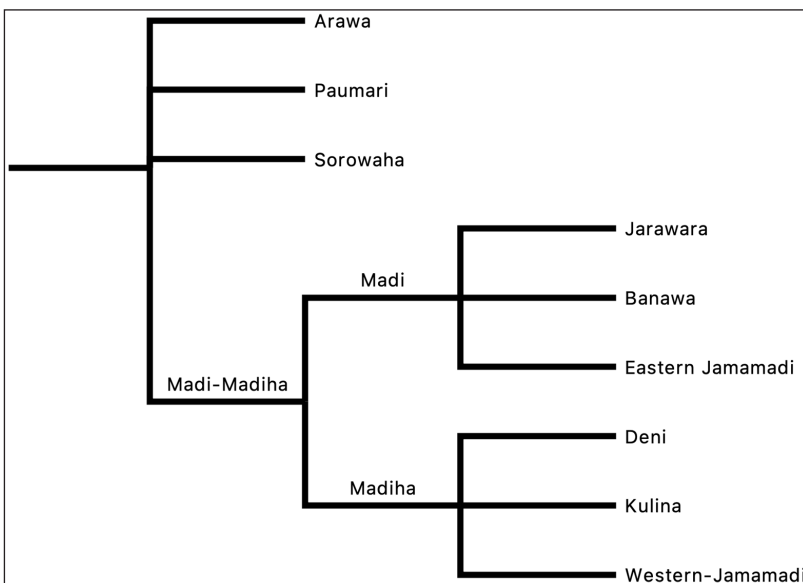 Arawa
Paumari
Sorowaha
Jarawara
Madi
Banawa
Eastern Jamamadi
Madi-Madiha
Deni
Madiha
Kulina
Western-Jamamadi